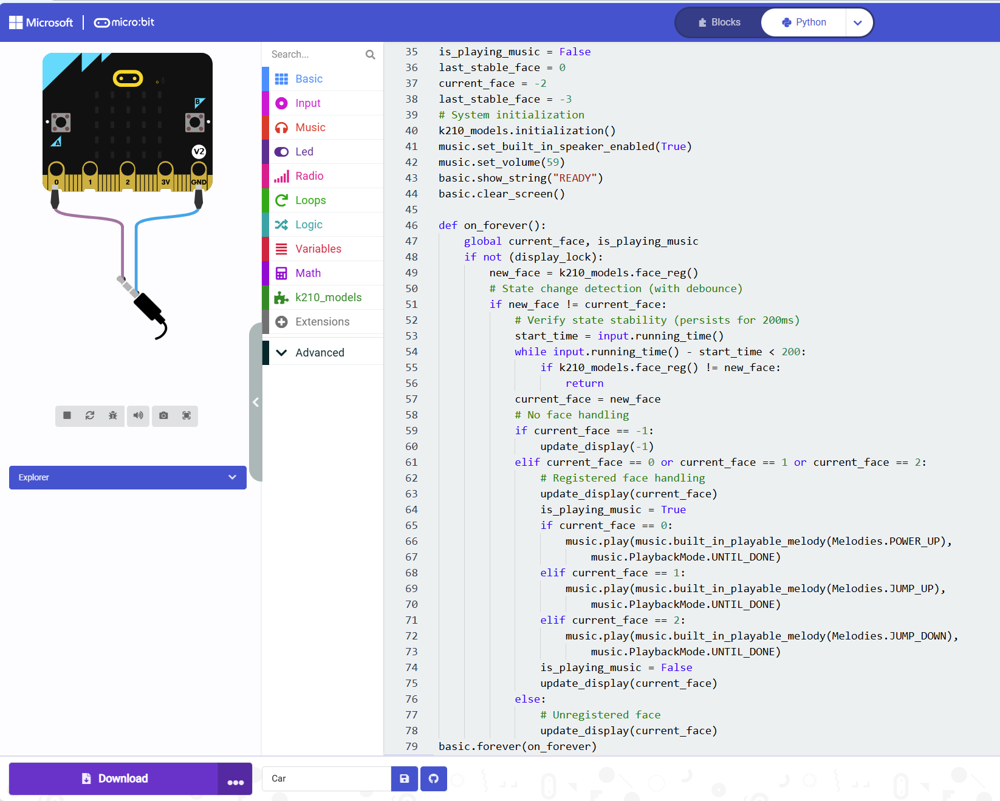 Microsoft
micro:bit
Blocks
Python
B
A
V2
0 1 2 3V GND
Explorer
Search...
Basic
Input
Music
Led
Radio
Loops
Logic
Variables
Math
k210_models
Extensions
Advanced
35 is_playing_music = False
36 last_stable_face = 0
37 current_face = -2
38 last_stable_face = -3
39 # System initialization
40 k210_models.initialization()
41 music.set_built_in_speaker_enabled(True)
42 music.set_volume(59)
43 basic.show_string("READY")
44 basic.clear_screen()
45
46 def on_forever():
47     global current_face, is_playing_music
48     if not (display_lock):
49         new_face = k210_models.face_reg()
50         # State change detection (with debounce)
51         if new_face != current_face:
52             # Verify state stability (persists for 200ms)
53             start_time = input.running_time()
54             while input.running_time() - start_time < 200:
55                 if k210_models.face_reg() != new_face:
56                     return
57             current_face = new_face
58             # No face handling
59             if current_face == -1:
60                 update_display(-1)
61             elif current_face == 0 or current_face == 1 or current_face == 2:
62                 # Registered face handling
63                 update_display(current_face)
64                 is_playing_music = True
65                 if current_face == 0:
66                     music.play(music.built_in_playable_melody(Melodies.POWER_UP),
67                         music.PlaybackMode.UNTIL_DONE)
68                 elif current_face == 1:
69                     music.play(music.built_in_playable_melody(Melodies.JUMP_UP),
70                         music.PlaybackMode.UNTIL_DONE)
71                 elif current_face == 2:
72                     music.play(music.built_in_playable_melody(Melodies.JUMP_DOWN),
73                         music.PlaybackMode.UNTIL_DONE)
74                 is_playing_music = False
75                 update_display(current_face)
76             else:
77                 # Unregistered face
78                 update_display(current_face)
79 basic.forever(on_forever)
Download
Car